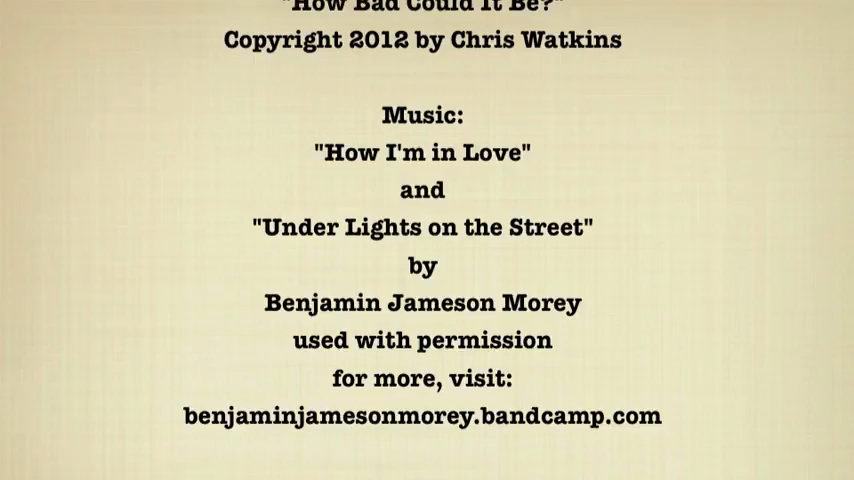 "How Bad Could It Be?"
Copyright 2012 by Chris Watkins
Music:
"How I'm in Love"
and
"Under Lights on the Street"
by
Benjamin Jameson Morey
used with permission
for more, visit:
benjaminjamesonmorey.bandcamp.com